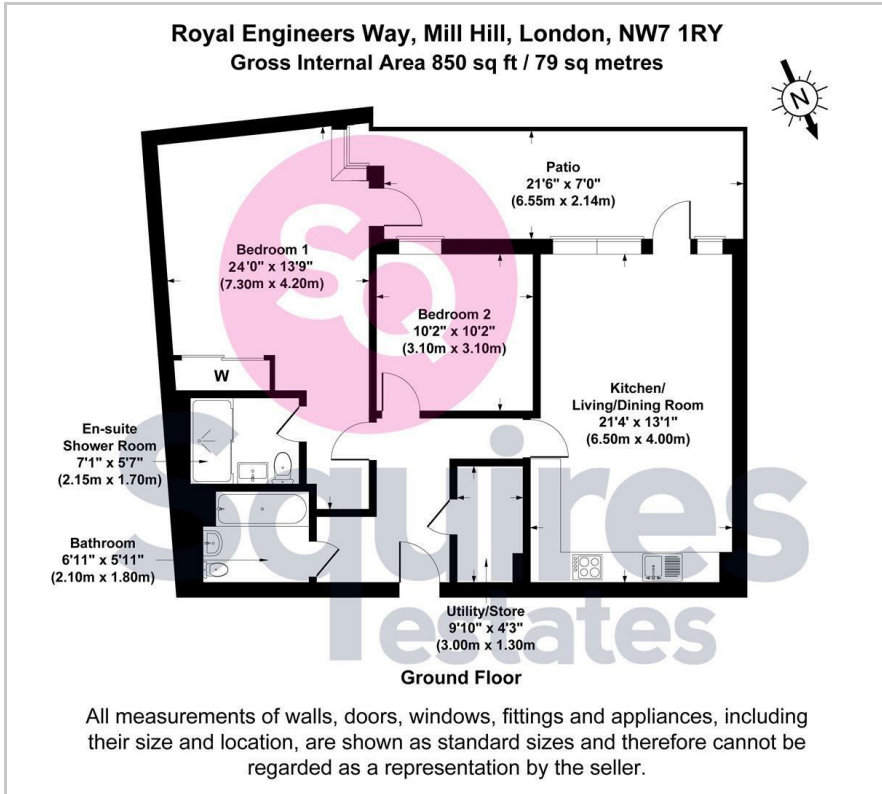 Royal Engineers Way, Mill Hill, London, NW7 1RY
Gross Internal Area 850 sq ft / 79 sq metres
N
Patio
21'6" x 7'0"
(6.55m x 2.14m)
SQ
Bedroom 1
24'0" x 13'9"
(7.30m x 4.20m)
Bedroom 2
10'2" x 10'2"
(3.10m x 3.10m)
W
Kitchen/
Living/Dining Room
21'4' x 13'1"
(6.50m x 4.00m)
En-suite
Shower Room
7'1" x 5'7"
(2.15m x 1.70m)
Squires
estates
Bathroom
6'11" x 5'11"
(2.10m x 1.80m)
Utility/Store
9'10" x 4'3"
(3.00m x 1.30m
Ground Floor
All measurements of walls, doors, windows, fittings and appliances, including
their size and location, are shown as standard sizes and therefore cannot be
regarded as a representation by the seller.